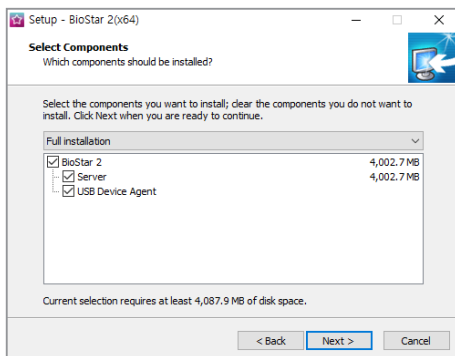 Setup - BioStar 2(x64)
Select Components
Which components should be installed?
Select the components you want to install; clear the components you do not want to
install. Click Next when you are ready to continue.
Full installation
BioStar 2 4,002.7 MB
Server 4,002.7 MB
USB Device Agent
Current selection requires at least 4,087.9 MB of disk space.
< Back Next > Cancel